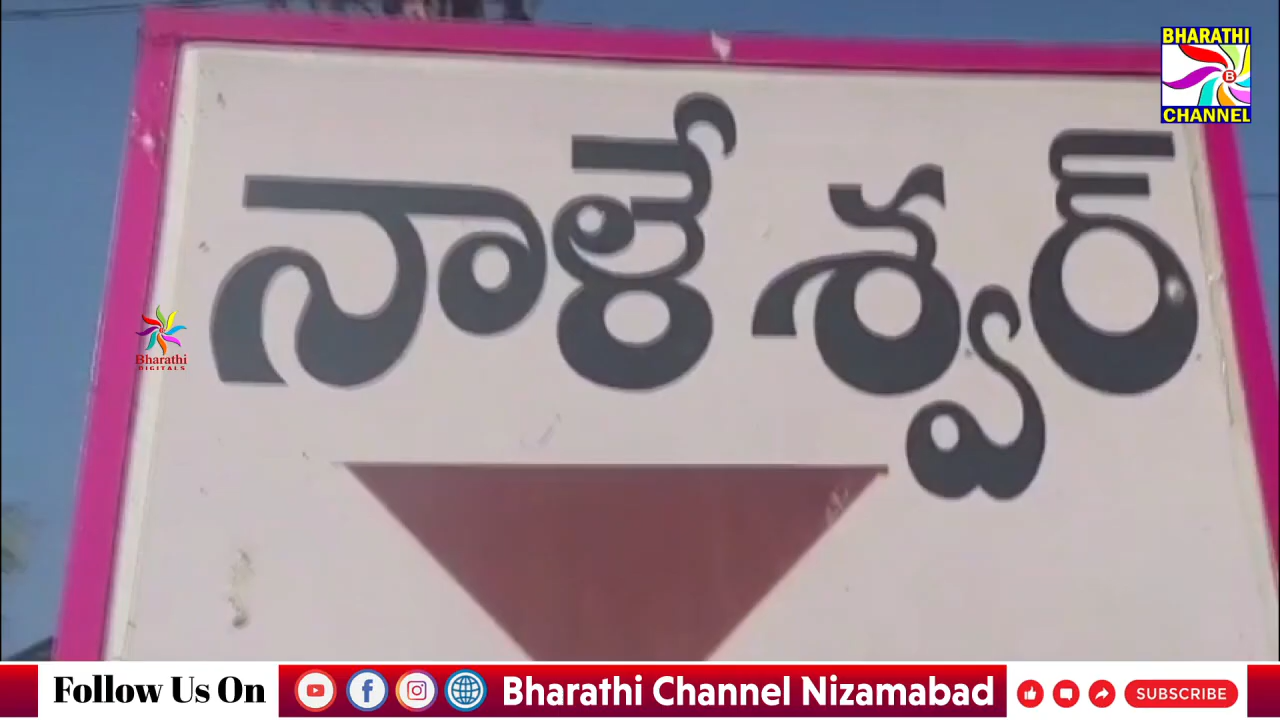 BHARATHI
B
CHANNEL
నాళేశ్వర్
Bharathi
DIGITALS
Follow Us On Bharathi Channel Nizamabad SUBSCRIBE